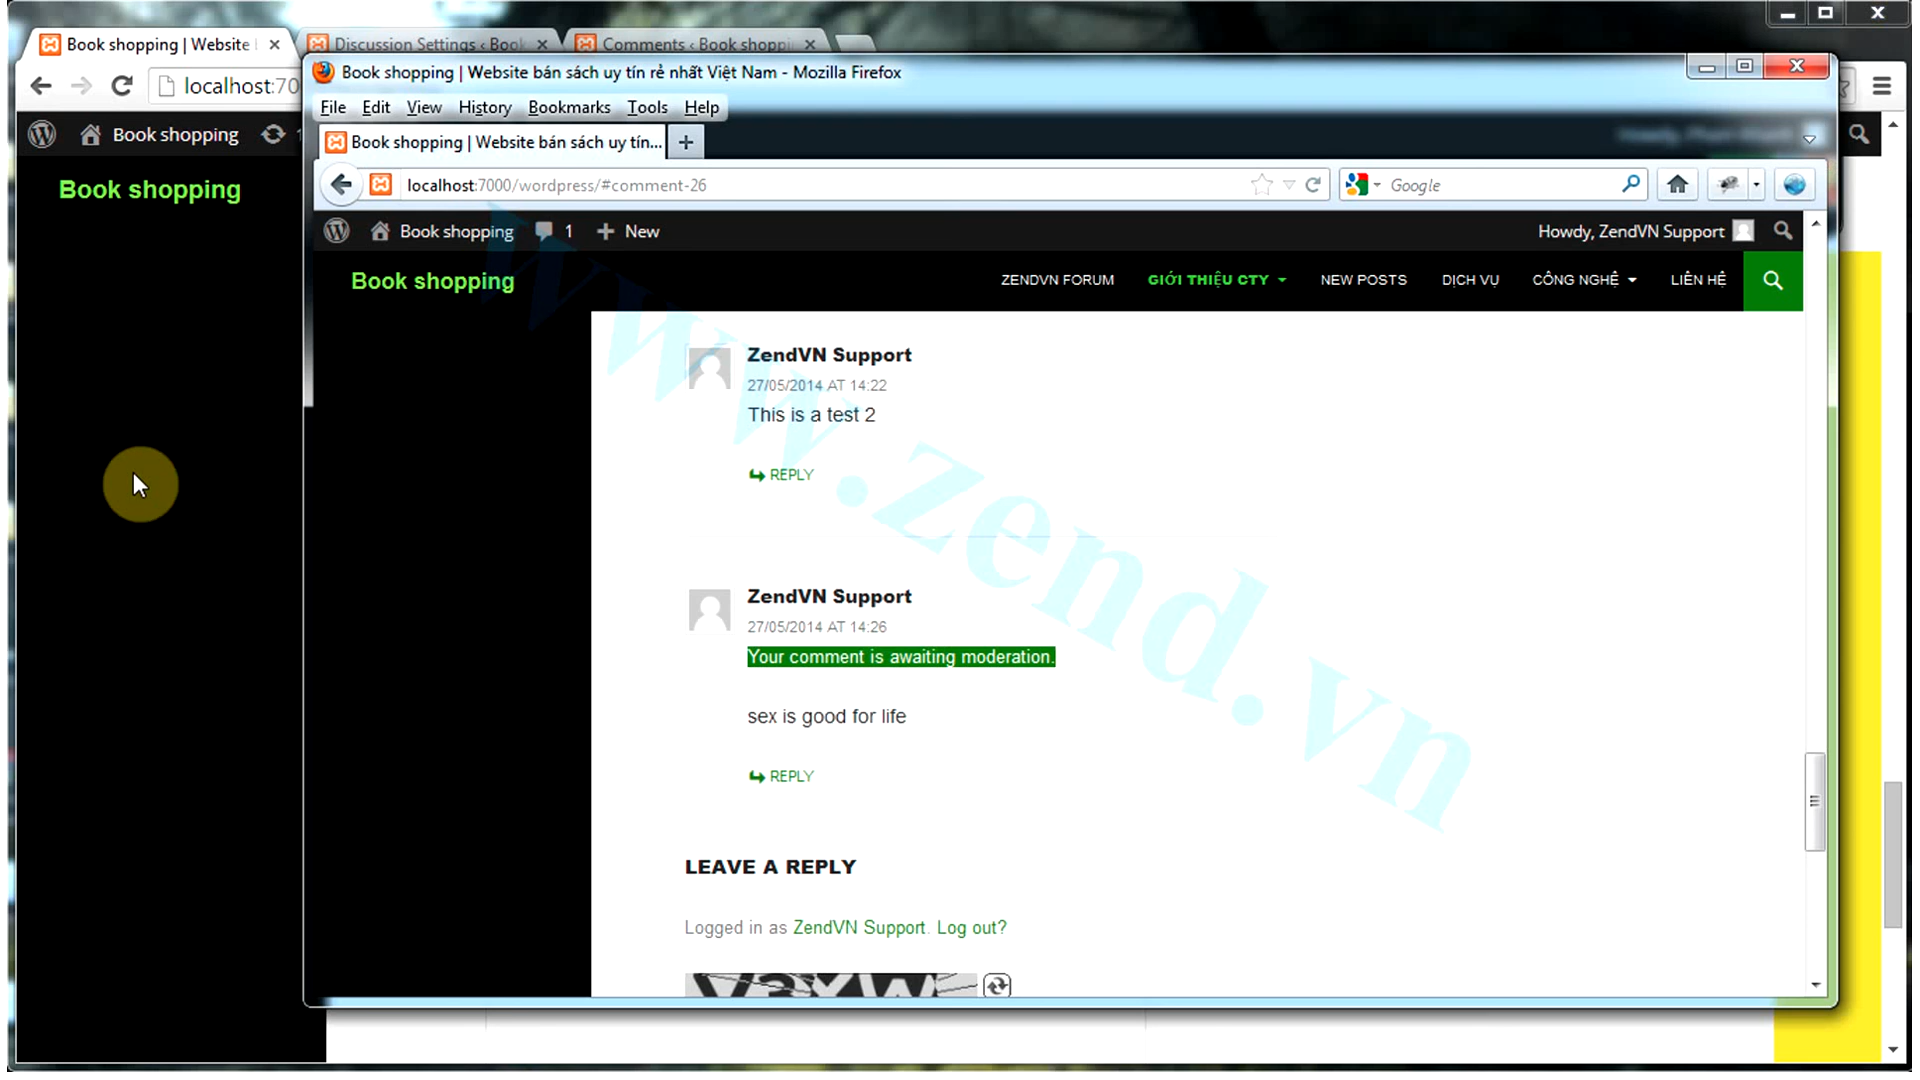 Book shopping | Website
Discussion Settings ‹ Book
Comments ‹ Book shoppin
localhost:70
Book shopping
Book shopping
Book shopping | Website bán sách uy tín rẻ nhất Việt Nam - Mozilla Firefox
File Edit View History Bookmarks Tools Help
Book shopping | Website bán sách uy tín...
localhost:7000/wordpress/#comment-26
Google
Book shopping 1 New
Howdy, ZendVN Support
Book shopping
ZENDVN FORUM GIỚI THIỆU CTY NEW POSTS DỊCH VỤ CÔNG NGHỆ LIÊN HỆ
ZendVN Support
27/05/2014 AT 14:22
This is a test 2
REPLY
ZendVN Support
27/05/2014 AT 14:26
Your comment is awaiting moderation.
sex is good for life
REPLY
LEAVE A REPLY
Logged in as ZendVN Support. Log out?
www.zend.vn